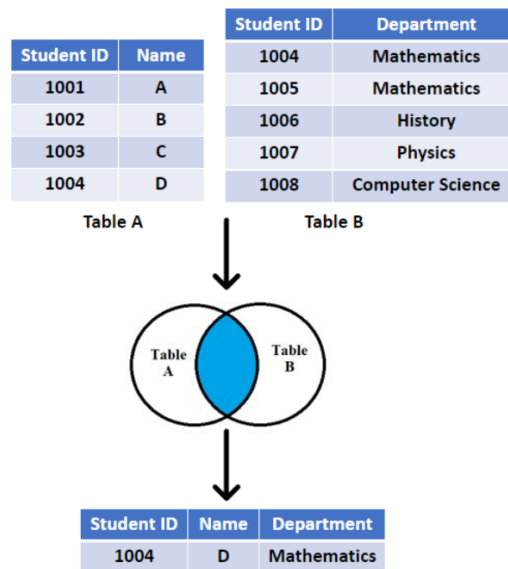 Student ID Name
1001 A
1002 B
1003 C
1004 D
Table A
Student ID Department
1004 Mathematics
1005 Mathematics
1006 History
1007 Physics
1008 Computer Science
Table B
Table
A
Table
B
Student ID Name Department
1004 D Mathematics